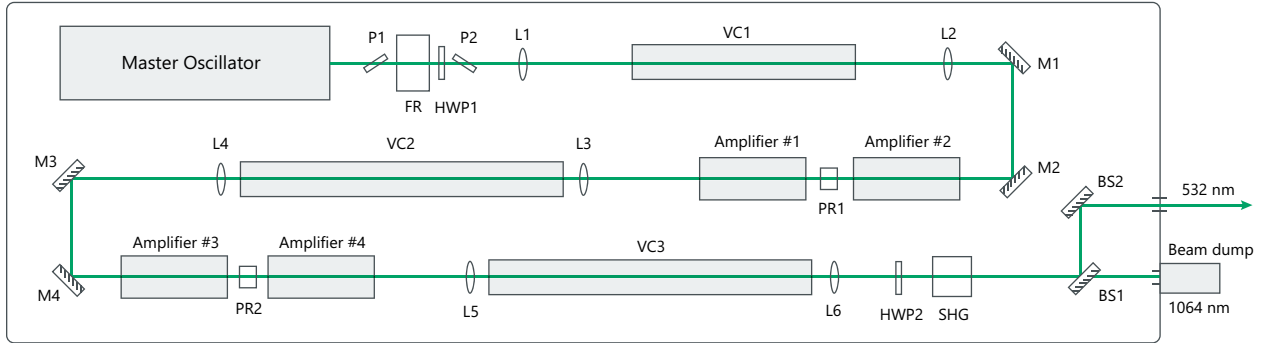 Master Oscillator
P1
FR
HWP1
P2
L1
VC1
L2
M1
M3
L4
VC2
L3
Amplifier #1
PR1
Amplifier #2
M2
BS2
532 nm
M4
Amplifier #3
PR2
Amplifier #4
L5
VC3
L6
HWP2
SHG
BS1
Beam dump
1064 nm